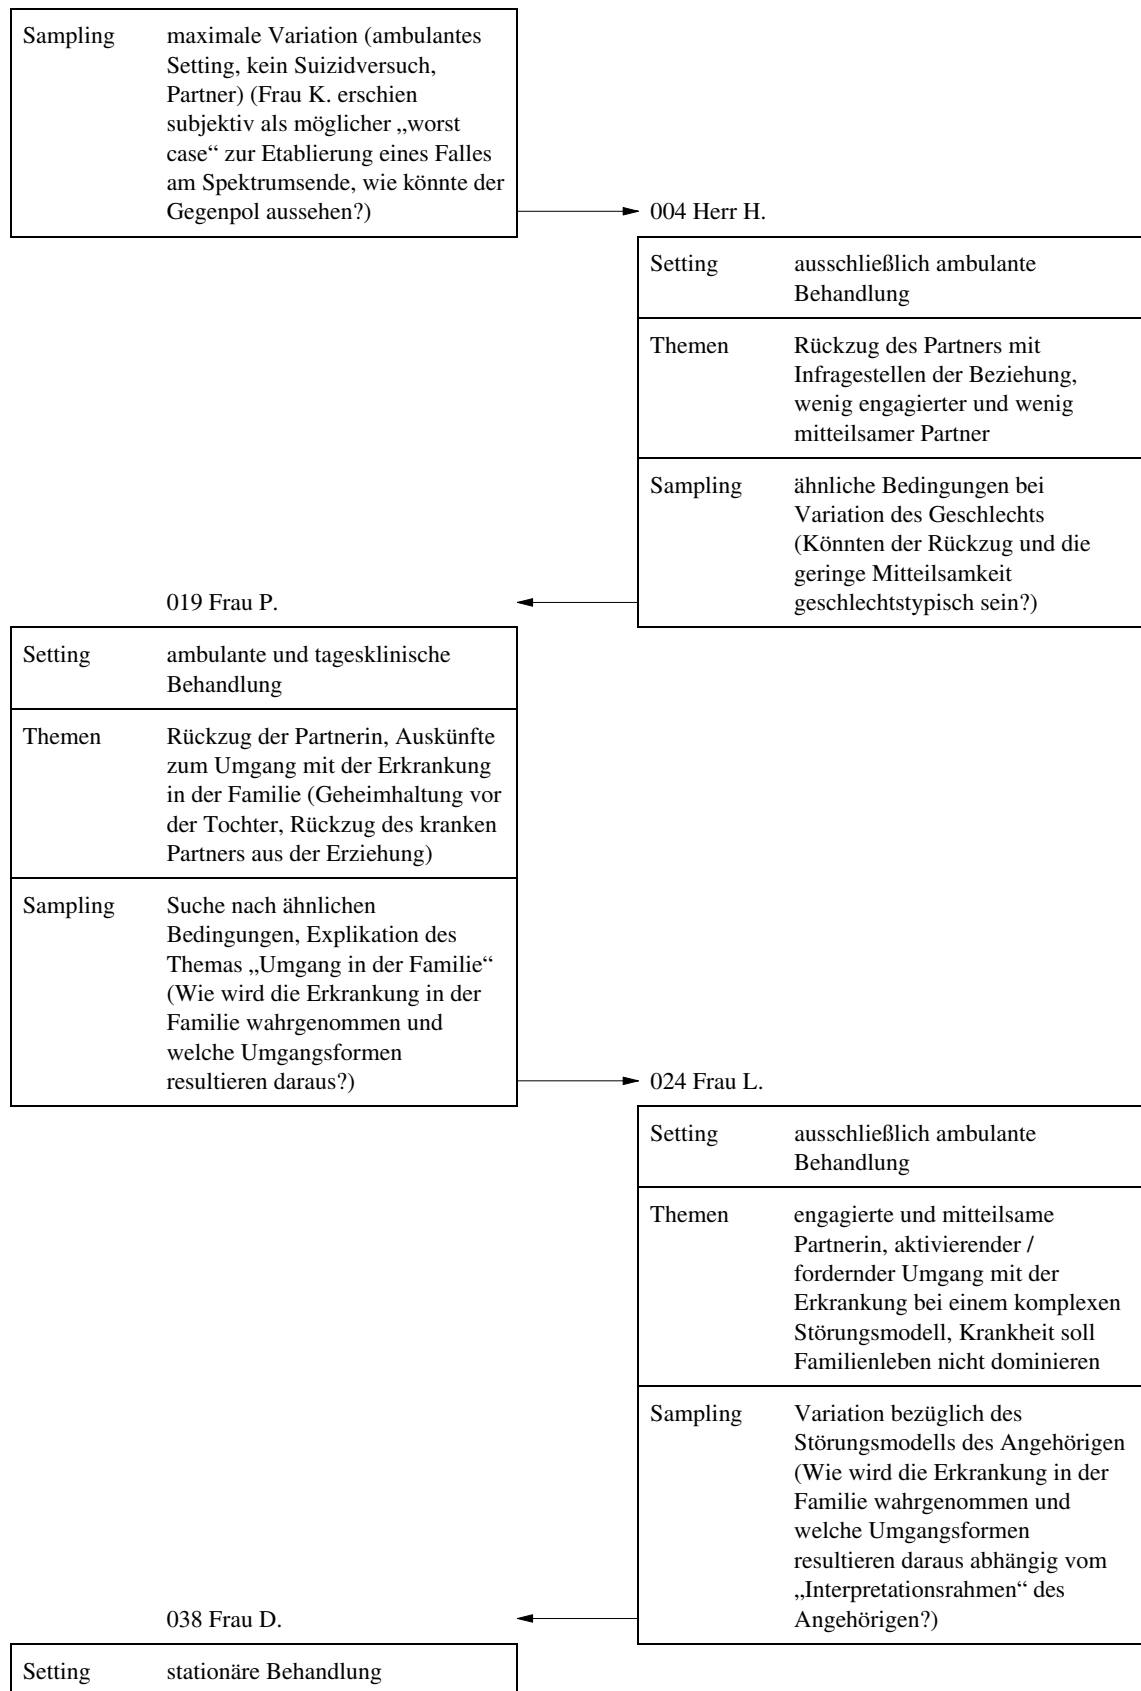 Sampling maximale Variation (ambulantes
Setting, kein Suizidversuch,
Partner) (Frau K. erschien
subjektiv als möglicher „worst
case“ zur Etablierung eines Falles
am Spektrumsende, wie könnte der
Gegenpol aussehen?)
004 Herr H.
Setting ausschließlich ambulante
Behandlung
Themen Rückzug des Partners mit
Infragestellen der Beziehung,
wenig engagierter und wenig
mitteilsamer Partner
Sampling ähnliche Bedingungen bei
Variation des Geschlechts
(Könnten der Rückzug und die
geringe Mitteilsamkeit
geschlechtstypisch sein?)
019 Frau P.
Setting ambulante und tagesklinische
Behandlung
Themen Rückzug der Partnerin, Auskünfte
zum Umgang mit der Erkrankung
in der Familie (Geheimhaltung vor
der Tochter, Rückzug des kranken
Partners aus der Erziehung)
Sampling Suche nach ähnlichen
Bedingungen, Explikation des
Themas „Umgang in der Familie“
(Wie wird die Erkrankung in der
Familie wahrgenommen und
welche Umgangsformen
resultieren daraus?)
024 Frau L.
Setting ausschließlich ambulante
Behandlung
Themen engagierte und mitteilsame
Partnerin, aktivierender /
fordernder Umgang mit der
Erkrankung bei einem komplexen
Störungsmodell, Krankheit soll
Familienleben nicht dominieren
Sampling Variation bezüglich des
Störungsmodells des Angehörigen
(Wie wird die Erkrankung in der
Familie wahrgenommen und
welche Umgangsformen
resultieren daraus abhängig vom
„Interpretationsrahmen“ des
Angehörigen?)
038 Frau D.
Setting stationäre Behandlung